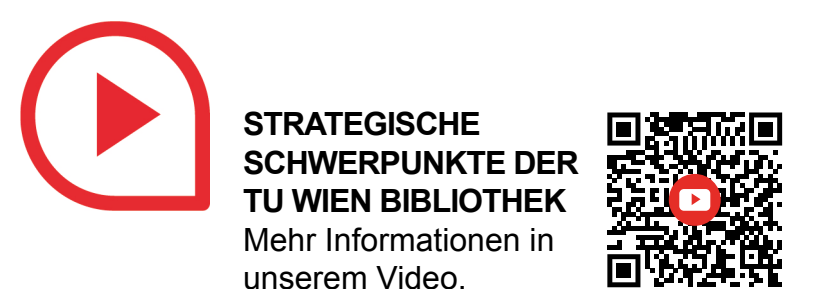 STRATEGISCHE
SCHWERPUNKTE DER
TU WIEN BIBLIOTHEK
Mehr Informationen in
unserem Video.